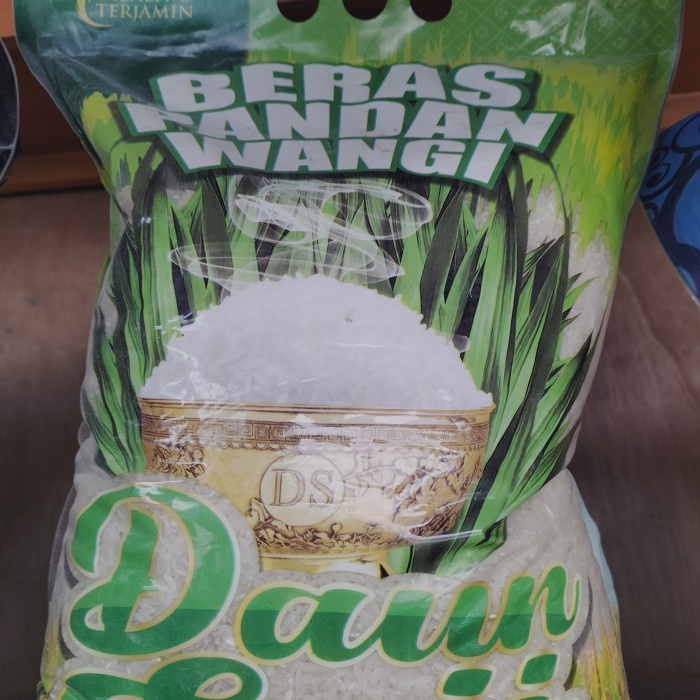 TERJAMIN
BERAS
PANDAN
WANGI
DS
Daun